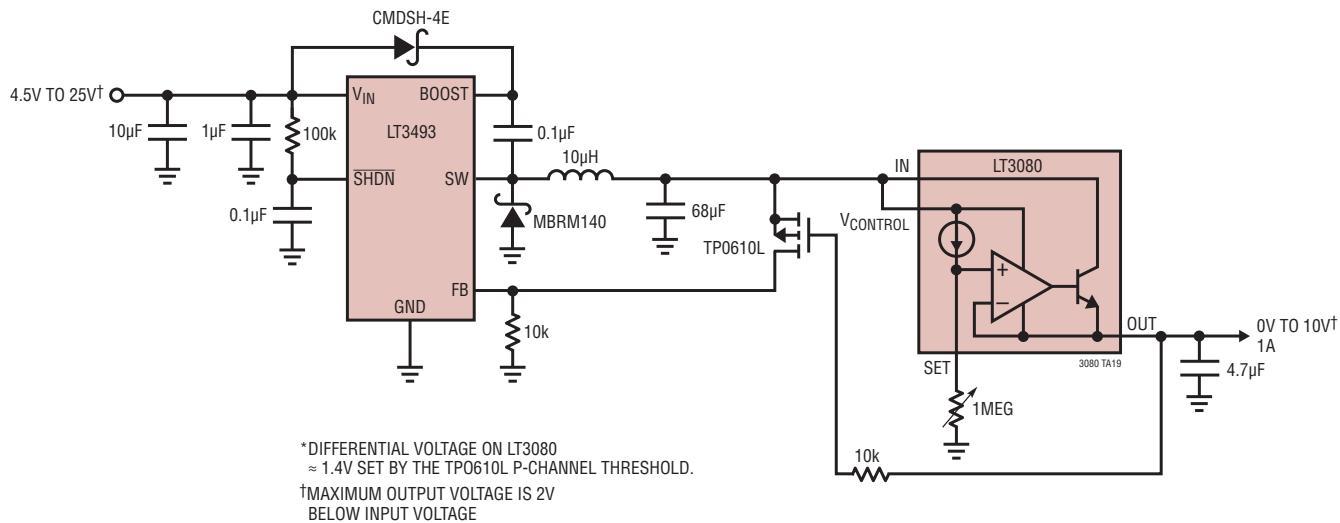 CMDSH-4E
4.5V TO 25V†
VIN
BOOST
LT3493
10µF
1µF
100k
0.1µF
10µH
IN
LT3080
SHDN
SW
0.1µF
68µF
MBRM140
TP0610L
VCONTROL
+
−
FB
GND
10k
OUT
0V TO 10V†
1A
SET
3080 TA19
4.7µF
1MEG
10k
*DIFFERENTIAL VOLTAGE ON LT3080
≈ 1.4V SET BY THE TPO610L P-CHANNEL THRESHOLD.
†MAXIMUM OUTPUT VOLTAGE IS 2V
BELOW INPUT VOLTAGE